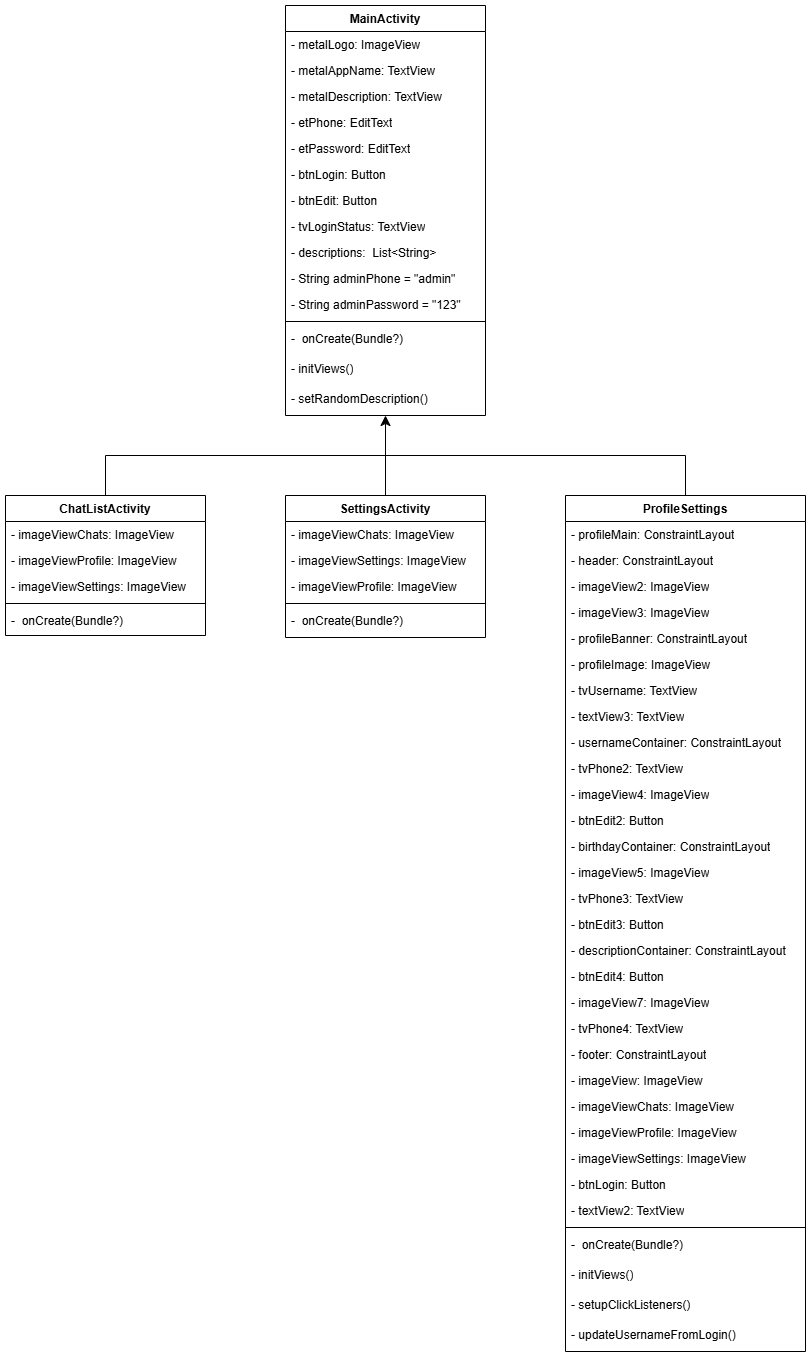 MainActivity
- metalLogo: ImageView
- metalAppName: TextView
- metalDescription: TextView
- etPhone: EditText
- etPassword: EditText
- btnLogin: Button
- btnEdit: Button
- tvLoginStatus: TextView
- descriptions:  List<String>
- String adminPhone = "admin"
- String adminPassword = "123"
-  onCreate(Bundle?)
- initViews()
- setRandomDescription()
ChatListActivity
- imageViewChats: ImageView
- imageViewProfile: ImageView
- imageViewSettings: ImageView
-  onCreate(Bundle?)
SettingsActivity
- imageViewChats: ImageView
- imageViewSettings: ImageView
- imageViewProfile: ImageView
-  onCreate(Bundle?)
ProfileSettings
- profileMain: ConstraintLayout
- header: ConstraintLayout
- imageView2: ImageView
- imageView3: ImageView
- profileBanner: ConstraintLayout
- profileImage: ImageView
- tvUsername: TextView
- textView3: TextView
- usernameContainer: ConstraintLayout
- tvPhone2: TextView
- imageView4: ImageView
- btnEdit2: Button
- birthdayContainer: ConstraintLayout
- imageView5: ImageView
- tvPhone3: TextView
- btnEdit3: Button
- descriptionContainer: ConstraintLayout
- btnEdit4: Button
- imageView7: ImageView
- tvPhone4: TextView
- footer: ConstraintLayout
- imageView: ImageView
- imageViewChats: ImageView
- imageViewProfile: ImageView
- imageViewSettings: ImageView
- btnLogin: Button
- textView2: TextView
-  onCreate(Bundle?)
- initViews()
- setupClickListeners()
- updateUsernameFromLogin()